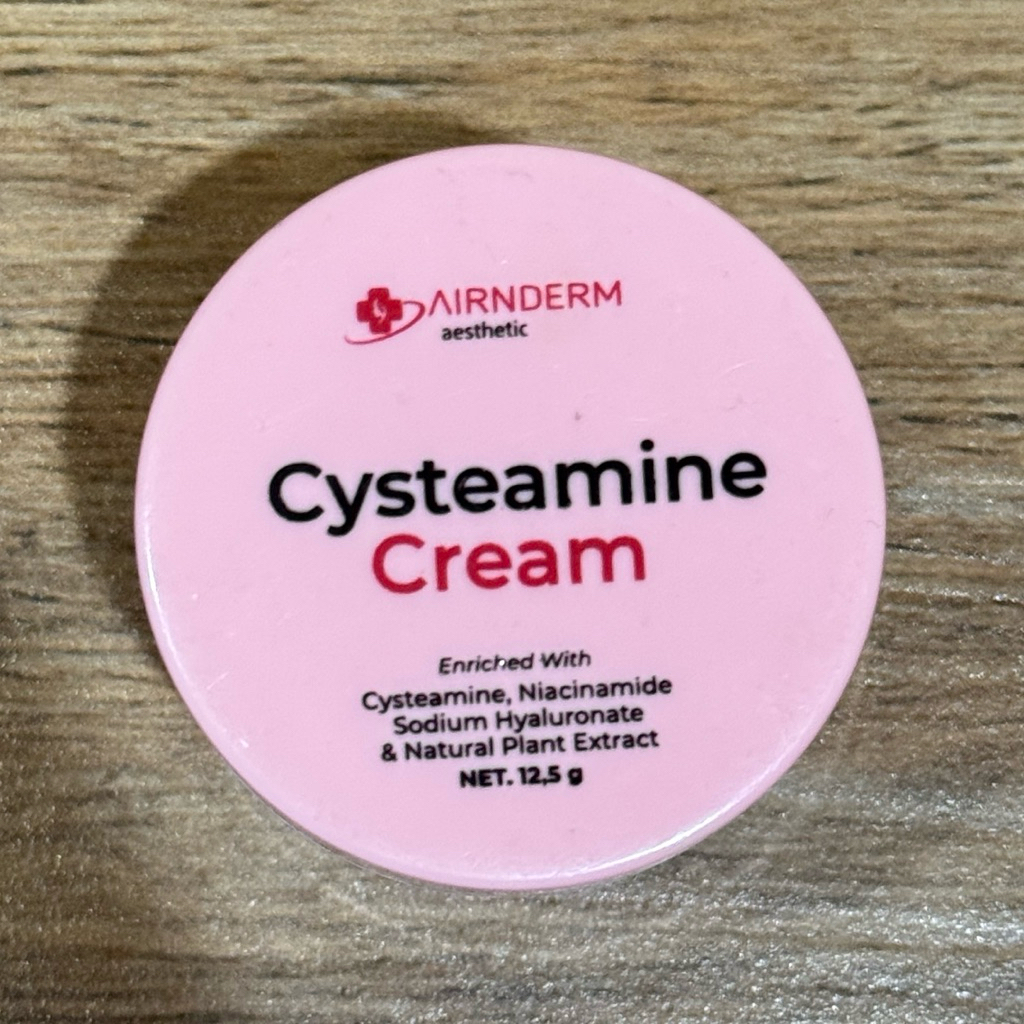 AIRNDERM
aesthetic
Cysteamine
Cream
Enriched With
Cysteamine, Niacinamide
Sodium Hyaluronate
& Natural Plant Extract
NET. 12,5 g